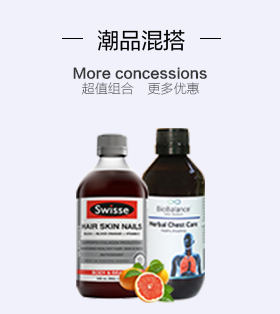 潮品混搭
More concessions
超值组合 更多优惠
Swisse
HAIR SKIN NAILS
BioBalance
Herbal Chest Care